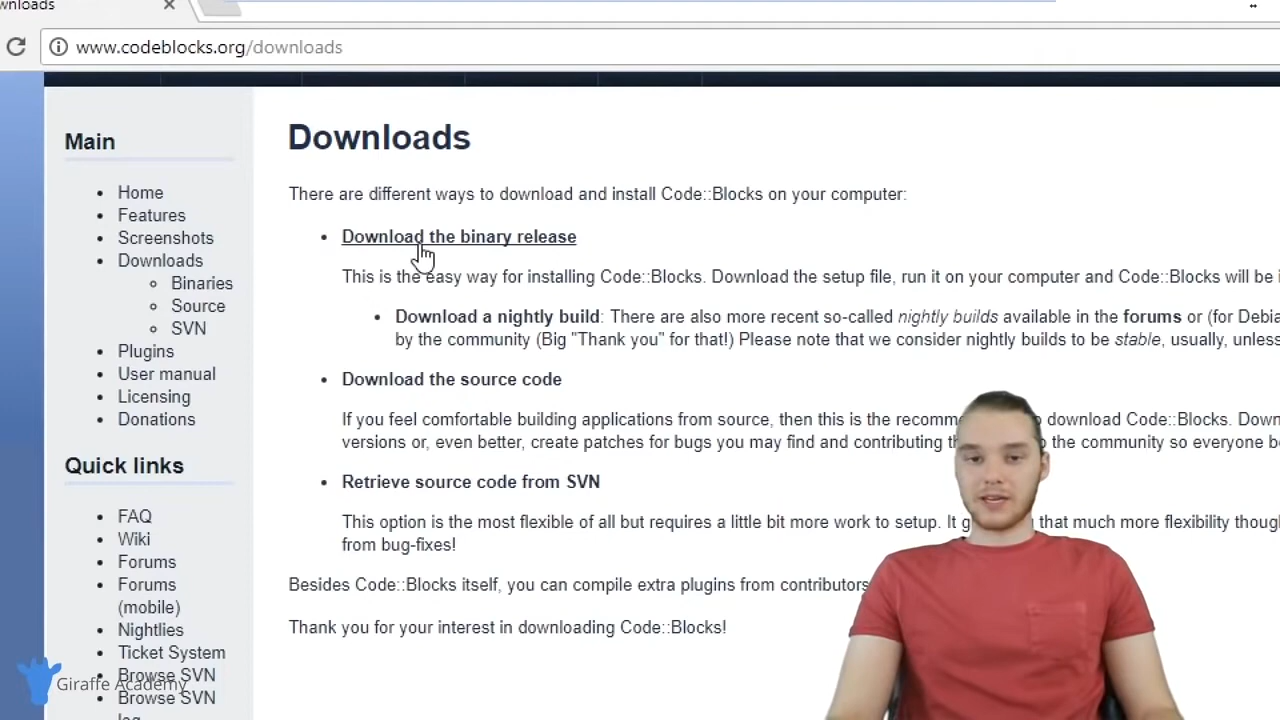 wnloads
www.codeblocks.org/downloads
Main
Home
Features
Screenshots
Downloads
Binaries
Source
SVN
Plugins
User manual
Licensing
Donations
Quick links
FAQ
Wiki
Forums
Forums
(mobile)
Nightlies
Ticket System
Browse SVN
Browse SVN
log
Downloads
There are different ways to download and install Code::Blocks on your computer:
Download the binary release
This is the easy way for installing Code::Blocks. Download the setup file, run it on your computer and Code::Blocks will be
Download a nightly build: There are also more recent so-called nightly builds available in the forums or (for Debia
by the community (Big "Thank you" for that!) Please note that we consider nightly builds to be stable, usually, unless
Download the source code
If you feel comfortable building applications from source, then this is the recomm download Code::Blocks. Down
versions or, even better, create patches for bugs you may find and contributing the community so everyone be
Retrieve source code from SVN
This option is the most flexible of all but requires a little bit more work to setup. It that much more flexibility though
from bug-fixes!
Besides Code::Blocks itself, you can compile extra plugins from contributors
Thank you for your interest in downloading Code::Blocks!
Giraffe Academy